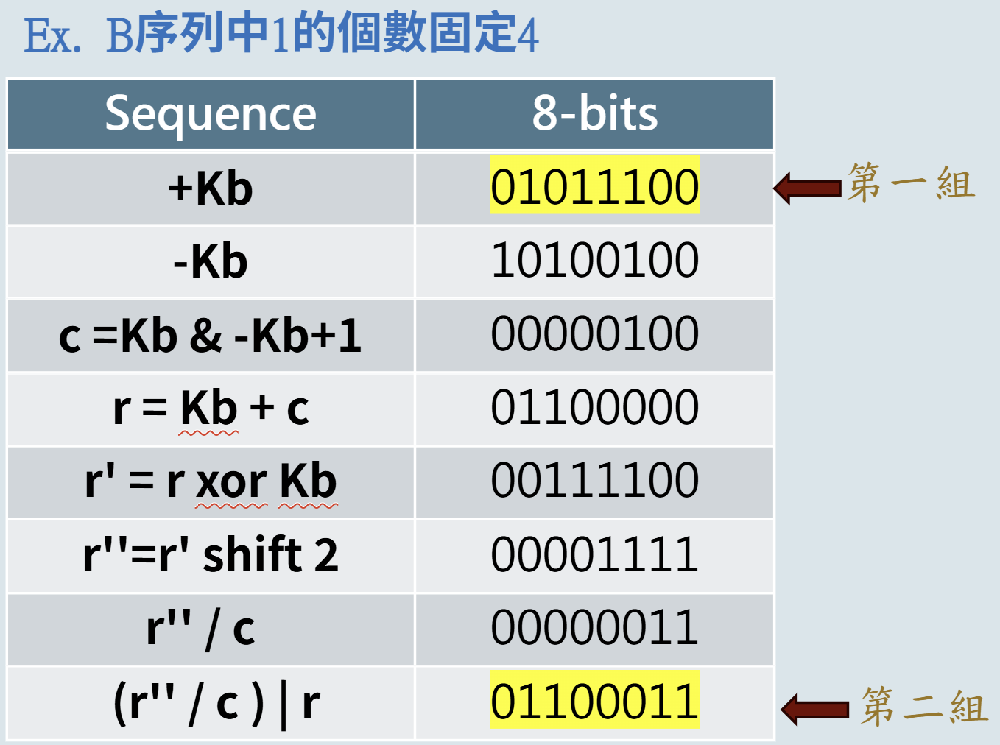 Ex. B序列中1的個數固定4
Sequence 8-bits
+Kb 01011100 第一組
-Kb 10100100
c =Kb & -Kb+1 00000100
r = Kb + c 01100000
r' = r xor Kb 00111100
r''=r' shift 2 00001111
r'' / c 00000011
(r'' / c ) | r 01100011 第二組